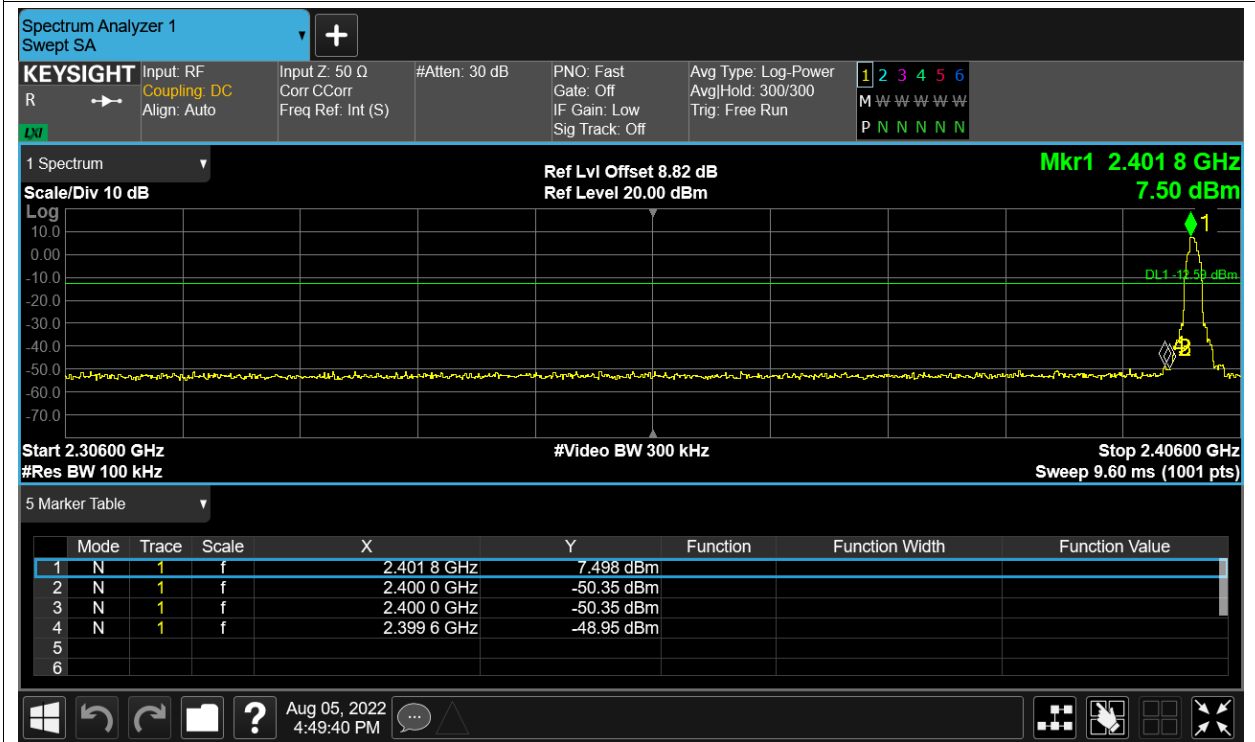 Spectrum Analyzer 1
Swept SA
+
KEYSIGHT Input: RF Input Z: 50 Ω #Atten: 30 dB PNO: Fast Avg Type: Log-Power 1 2 3 4 5 6
R Coupling: DC Corr CCorr Gate: Off Avg|Hold: 300/300 M W W W W W
Align: Auto Freq Ref: Int (S) IF Gain: Low Trig: Free Run
LXI Sig Track: Off P N N N N N
1 Spectrum Ref Lvl Offset 8.82 dB Mkr1 2.401 8 GHz
Scale/Div 10 dB Ref Level 20.00 dBm 7.50 dBm
Log
1
10.0
0.00
-10.0 DL1 -12.59 dBm
-20.0
-30.0
-40.0
-50.0
-60.0
-70.0
Start 2.30600 GHz #Video BW 300 kHz Stop 2.40600 GHz
#Res BW 100 kHz Sweep 9.60 ms (1001 pts)
5 Marker Table
Mode Trace Scale X Y Function Function Width Function Value
1 N 1 f 2.401 8 GHz 7.498 dBm
2 N 1 f 2.400 0 GHz -50.35 dBm
3 N 1 f 2.400 0 GHz -50.35 dBm
4 N 1 f 2.399 6 GHz -48.95 dBm
5
6
? Aug 05, 2022
4:49:40 PM